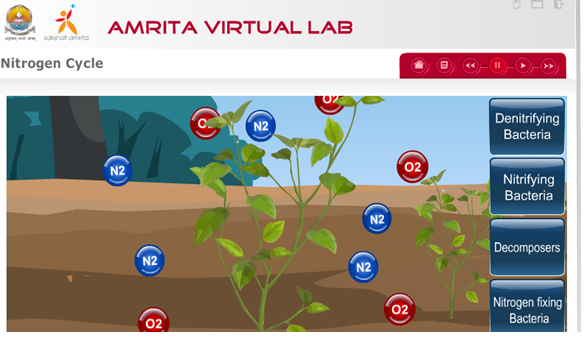 AMRITA VIRTUAL LAB
sakshat amrita
Nitrogen Cycle
O2
N2
O2
N2
O2
N2
N2
N2
O2
O2
Denitrifying
Bacteria
Nitrifying
Bacteria
Decomposers
Nitrogen fixing
Bacteria